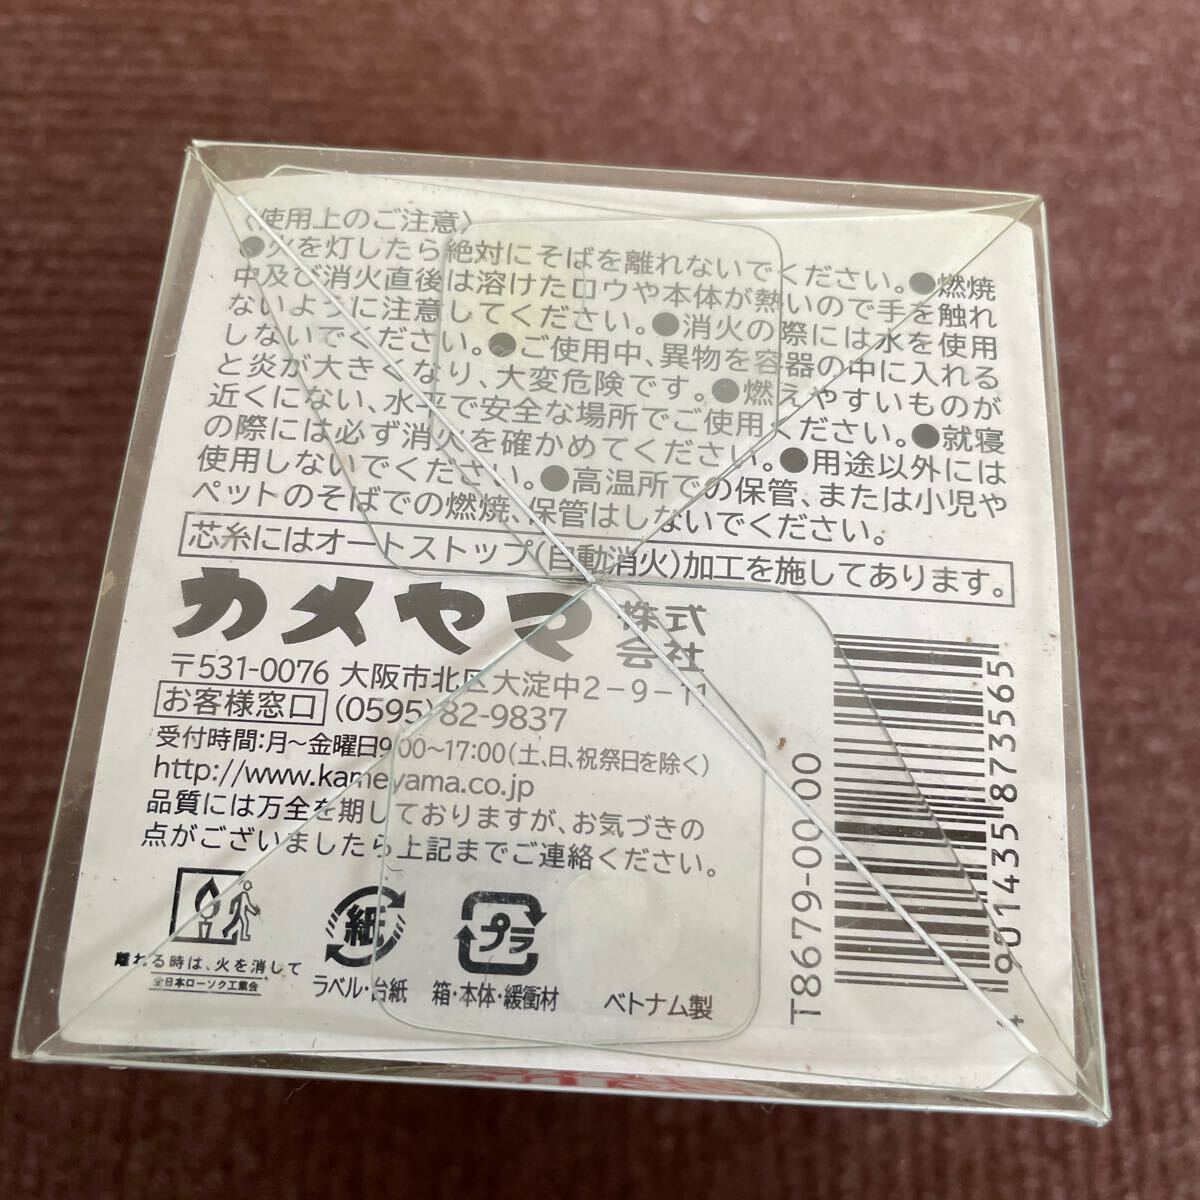 〈使用上のご注意〉
●火を灯したら絶対にそばを離れないでください。●燃焼
中及び消火直後は溶けたロウや本体が熱いので手を触れ
ないように注意してください。●消火の際には水を使用
しないでください。●ご使用中、異物を容器の中に入れる
と炎が大きくなり、大変危険です。●燃えやすいものが
近くにない、水平で安全な場所でご使用ください。●就寝
の際には必ず消火を確かめてください。●用途以外には
使用しないでください。●高温所での保管、または小児や
ペットのそばでの燃焼、保管はしないでください。
芯糸にはオートストップ(自動消火)加工を施してあります。
カメヤマ 株式会社
〒531-0076 大阪市北区大淀中2-9-11
お客様窓口 (0595)82-9837
受付時間:月〜金曜日9:00〜17:00(土、日、祝祭日を除く)
http://www.kameyama.co.jp
品質には万全を期しておりますが、お気づきの
点がございましたら上記までご連絡ください。
離れる時は、火を消して
全日本ローソク工業会
紙
ラベル・台紙
プラ
箱・本体・緩衝材
ベトナム製
T8679-00-00
4 901435 873565